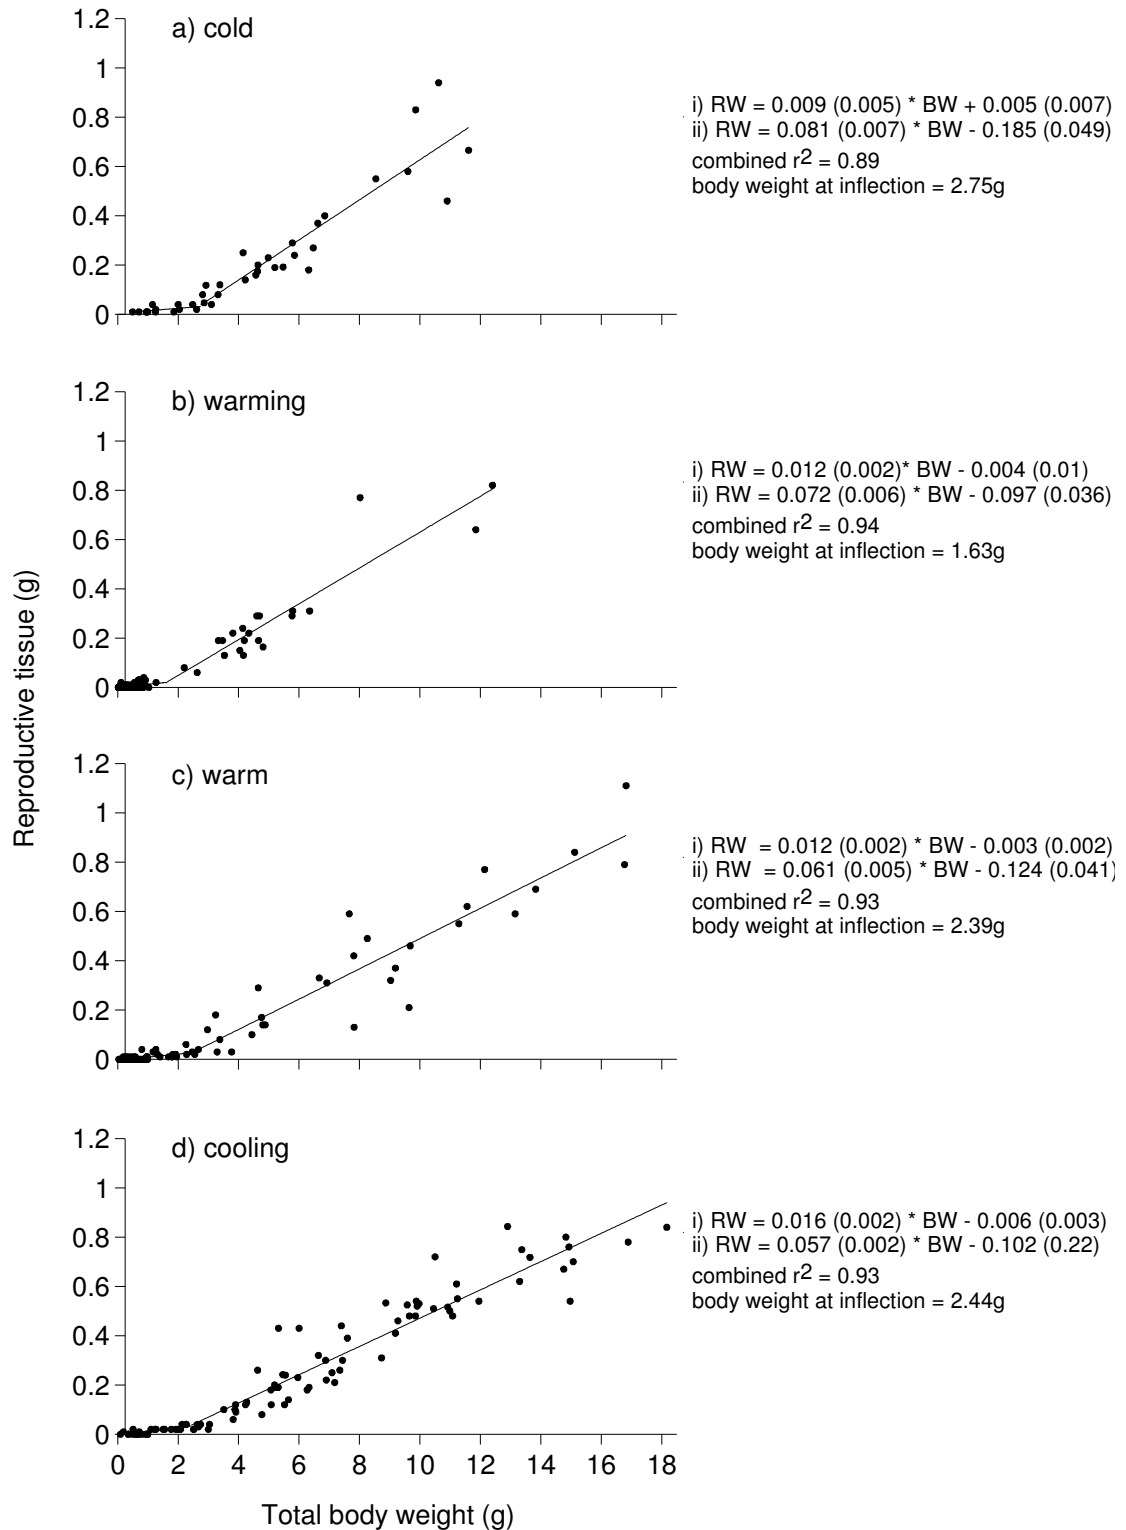 1.2
a) cold
1
0.8
0.6
0.4
0.2
0
i) RW = 0.009 (0.005) * BW + 0.005 (0.007)
ii) RW = 0.081 (0.007) * BW - 0.185 (0.049)
combined r2 = 0.89
body weight at inflection = 2.75g
1.2
b) warming
1
0.8
0.6
0.4
0.2
0
i) RW = 0.012 (0.002)* BW - 0.004 (0.01)
ii) RW = 0.072 (0.006) * BW - 0.097 (0.036)
combined r2 = 0.94
body weight at inflection = 1.63g
Reproductive tissue (g)
1.2
c) warm
1
0.8
0.6
0.4
0.2
0
i) RW = 0.012 (0.002) * BW - 0.003 (0.002)
ii) RW = 0.061 (0.005) * BW - 0.124 (0.041)
combined r2 = 0.93
body weight at inflection = 2.39g
1.2
d) cooling
1
0.8
0.6
0.4
0.2
0
i) RW = 0.016 (0.002) * BW - 0.006 (0.003)
ii) RW = 0.057 (0.002) * BW - 0.102 (0.22)
combined r2 = 0.93
body weight at inflection = 2.44g
0 2 4 6 8 10 12 14 16 18
Total body weight (g)